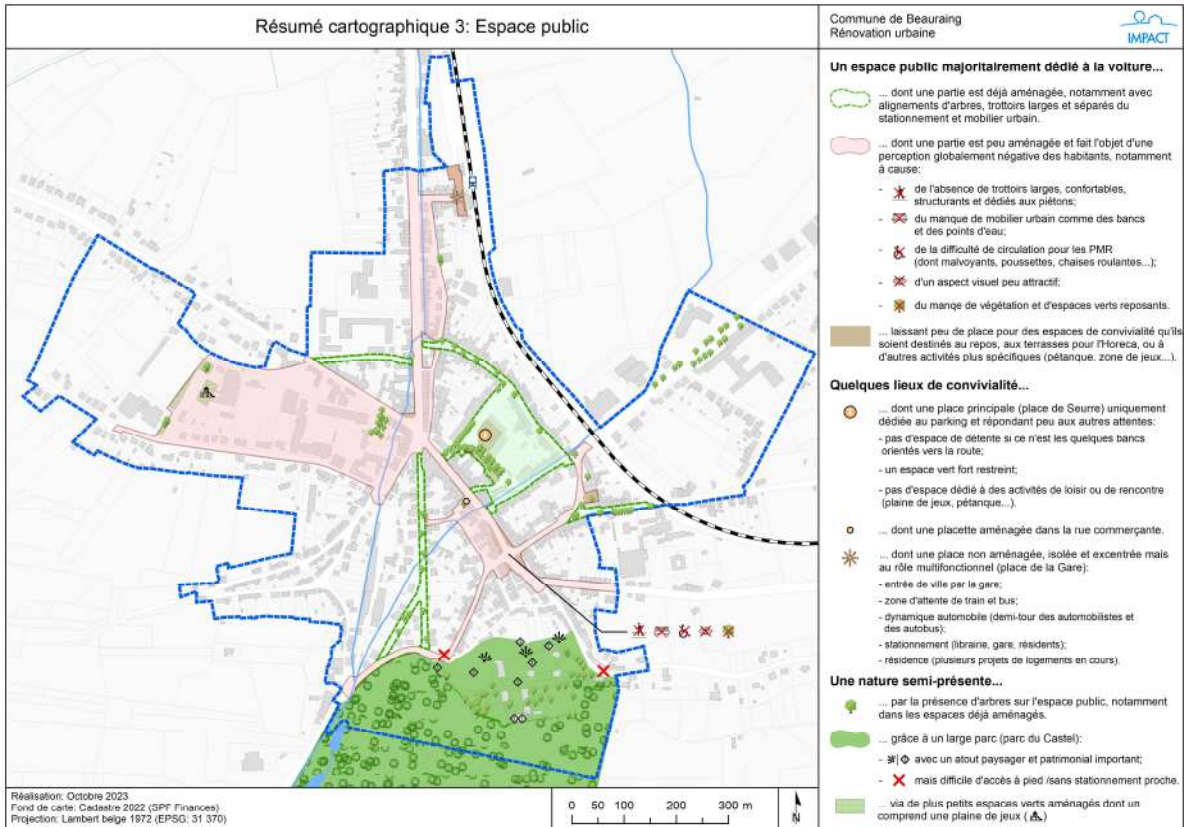 Résumé cartographique 3: Espace public
Commune de Beauraing
Rénovation urbaine
IMPACT
Un espace public majoritairement dédié à la voiture...
... dont une partie est déjà aménagée, notamment avec
alignements d'arbres, trottoirs larges et séparés du
stationnement et mobilier urbain.
... dont une partie est peu aménagée et fait l'objet d'une
perception globalement négative des habitants, notamment
à cause:
- de l'absence de trottoirs larges, confortables,
structurants et dédiés aux piétons;
- du manque de mobilier urbain comme des bancs
et des points d'eau;
- de la difficulté de circulation pour les PMR
(dont malvoyants, poussettes, chaises roulantes...);
- d'un aspect visuel peu attractif;
- du manqe de végétation et d'espaces verts reposants.
... laissant peu de place pour des espaces de convivialité qu'ils
soient destinés au repos, aux terrasses pour l'Horeca, ou à
d'autres activités plus spécifiques (pétanque, zone de jeux...).
Quelques lieux de convivialité...
... dont une place principale (place de Seurre) uniquement
dédiée au parking et répondant peu aux autres attentes:
- pas d'espace de détente si ce n'est les quelques bancs
orientés vers la route;
- un espace vert fort restreint;
- pas d'espace dédié à des activités de loisir ou de rencontre
(plaine de jeux, pétanque...).
... dont une placette aménagée dans la rue commerçante.
... dont une place non aménagée, isolée et excentrée mais
au rôle multifonctionnel (place de la Gare):
- entrée de ville par la gare;
- zone d'attente de train et bus;
- dynamique automobile (demi-tour des automobilistes et
des autobus);
- stationnement (librairie, gare, résidents);
- résidence (plusieurs projets de logements en cours).
Une nature semi-présente...
... par la présence d'arbres sur l'espace public, notamment
dans les espaces déjà aménagés.
... grâce à un large parc (parc du Castel):
- | avec un atout paysager et patrimonial important;
- mais difficile d'accès à pied /sans stationnement proche.
... via de plus petits espaces verts aménagés dont un
comprend une plaine de jeux ( )
Réalisation: Octobre 2023
Fond de carte: Cadastre 2022 (SPF Finances)
Projection: Lambert belge 1972 (EPSG: 31 370)
0 50 100 200 300 m
N